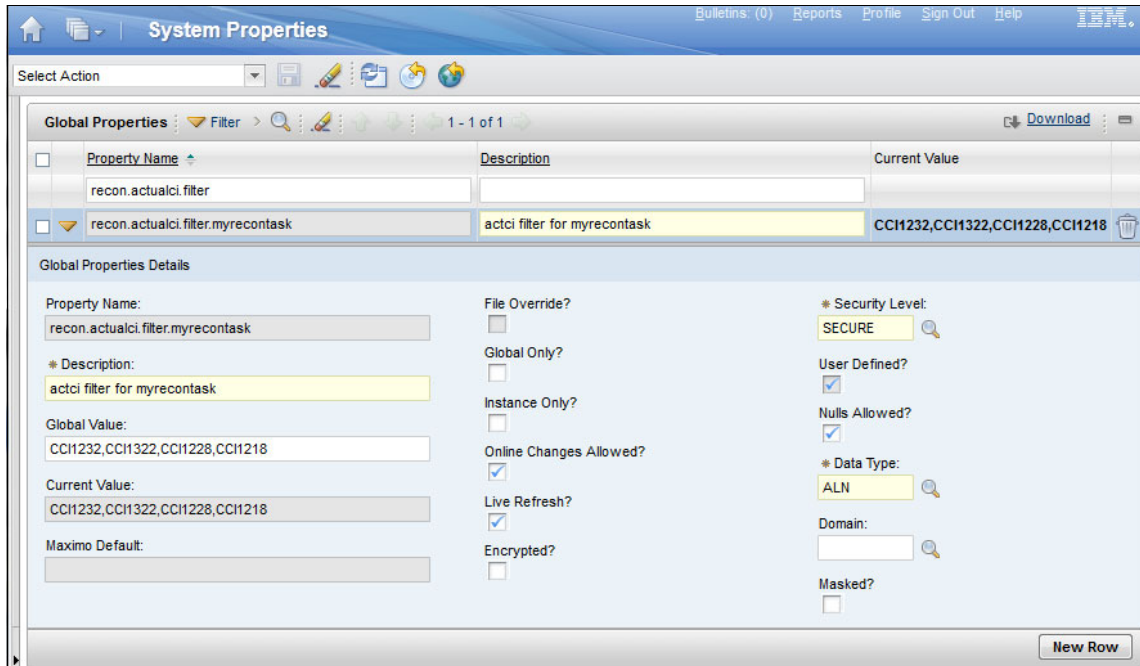 System Properties
Bulletins: (0) Reports Profile Sign Out Help IBM.
Select Action
Global Properties Filter > 1 - 1 of 1 Download
Property Name Description Current Value
recon.actualci.filter
recon.actualci.filter.myrecontask actci filter for myrecontask CCI1232,CCI1322,CCI1228,CCI1218
Global Properties Details
Property Name:
recon.actualci.filter.myrecontask
* Description:
actci filter for myrecontask
Global Value:
CCI1232,CCI1322,CCI1228,CCI1218
Current Value:
CCI1232,CCI1322,CCI1228,CCI1218
Maximo Default:
File Override?
Global Only?
Instance Only?
Online Changes Allowed?
Live Refresh?
Encrypted?
* Security Level:
SECURE
User Defined?
Nulls Allowed?
* Data Type:
ALN
Domain:
Masked?
New Row